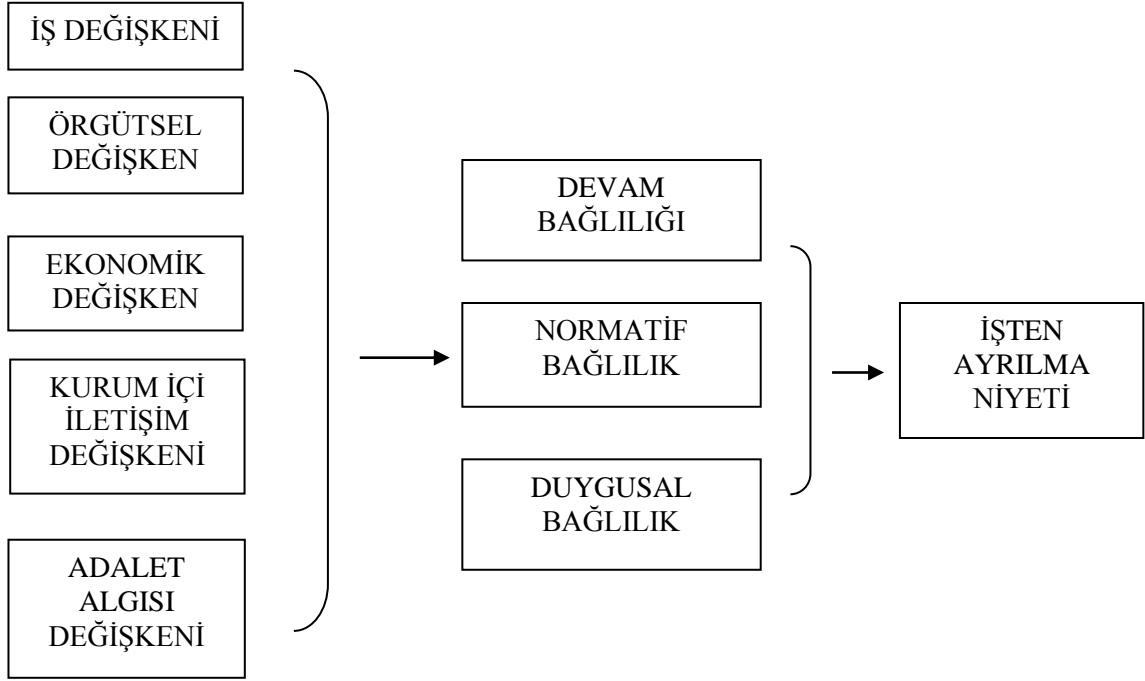 İŞ DEĞİŞKENİ
ÖRGÜTSEL
DEĞİŞKEN
EKONOMİK
DEĞİŞKEN
KURUM İÇİ
İLETİŞİM
DEĞİŞKENİ
ADALET
ALGISI
DEĞİŞKENİ
DEVAM
BAĞLILIĞI
NORMATİF
BAĞLILIK
DUYGUSAL
BAĞLILIK
İŞTEN
AYRILMA
NİYETİ